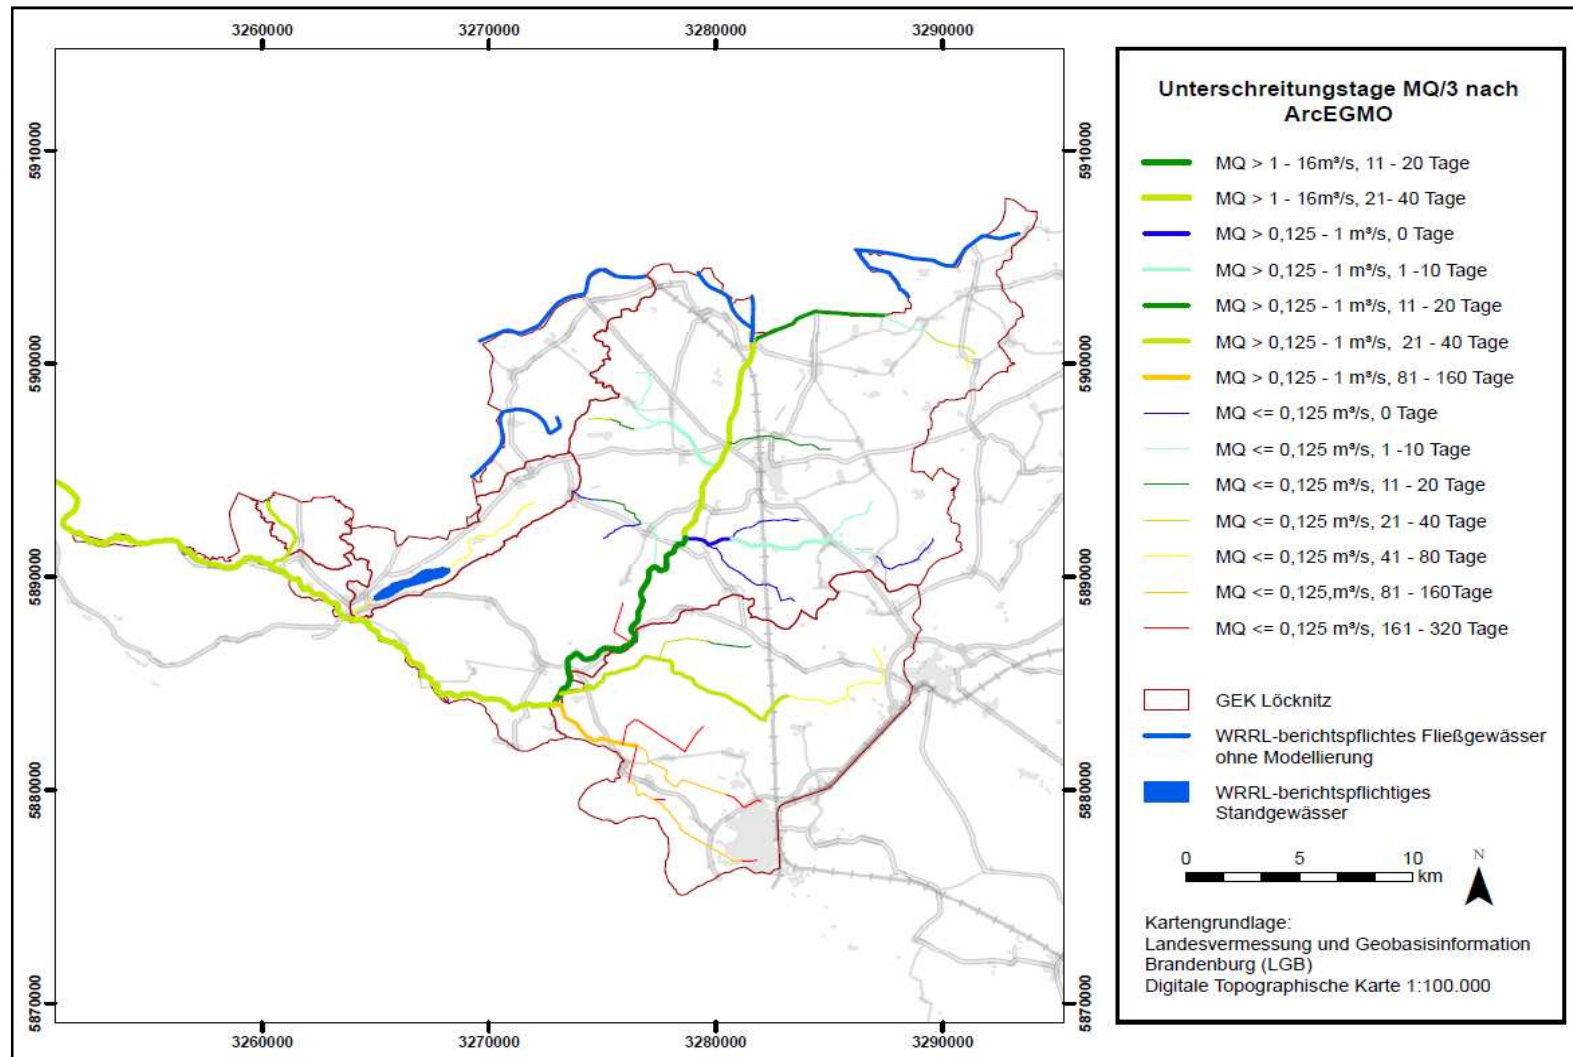 3260000
3270000
3280000
3290000
5910000
5910000
5900000
5900000
5890000
5890000
5880000
5880000
5870000
5870000
3260000
3270000
3280000
3290000
Unterschreitungstage MQ/3 nach
ArcEGMO
MQ > 1 - 16m³/s, 11 - 20 Tage
MQ > 1 - 16m³/s, 21- 40 Tage
MQ > 0,125 - 1 m³/s, 0 Tage
MQ > 0,125 - 1 m³/s, 1 -10 Tage
MQ > 0,125 - 1 m³/s, 11 - 20 Tage
MQ > 0,125 - 1 m³/s, 21 - 40 Tage
MQ > 0,125 - 1 m³/s, 81 - 160 Tage
MQ <= 0,125 m³/s, 0 Tage
MQ <= 0,125 m³/s, 1 -10 Tage
MQ <= 0,125 m³/s, 11 - 20 Tage
MQ <= 0,125 m³/s, 21 - 40 Tage
MQ <= 0,125 m³/s, 41 - 80 Tage
MQ <= 0,125,m³/s, 81 - 160Tage
MQ <= 0,125 m³/s, 161 - 320 Tage
GEK Löcknitz
WRRL-berichtspflichtes Fließgewässer
ohne Modellierung
WRRL-berichtspflichtiges
Standgewässer
0 5 10
km
N
Kartengrundlage:
Landesvermessung und Geobasisinformation
Brandenburg (LGB)
Digitale Topographische Karte 1:100.000